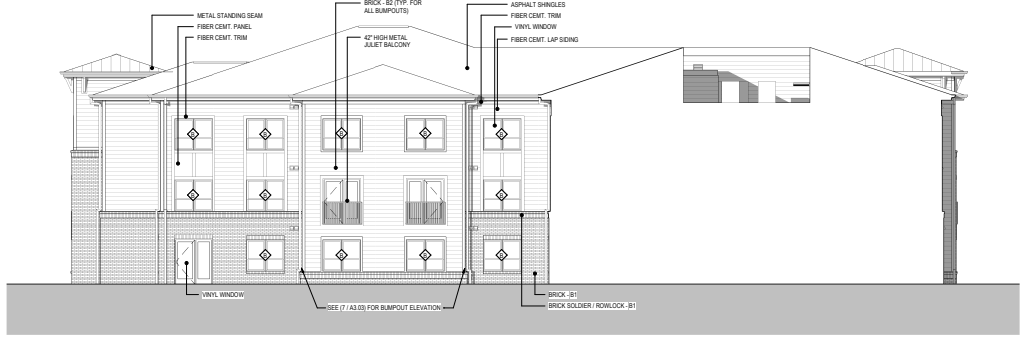 METAL STANDING SEAM
FIBER CEMT. PANEL
FIBER CEMT. TRIM
BRICK - B2 (TYP. FOR
ALL BUMPOUTS)
42" HIGH METAL
JULIET BALCONY
ASPHALT SHINGLES
FIBER CEMT. TRIM
VINYL WINDOW
FIBER CEMT. LAP SIDING
B B B B B
B B B
B B B B
VINYL WINDOW
SEE (7 / A3.03) FOR BUMPOUT ELEVATION
BRICK - B1
BRICK SOLDIER / ROWLOCK - B1